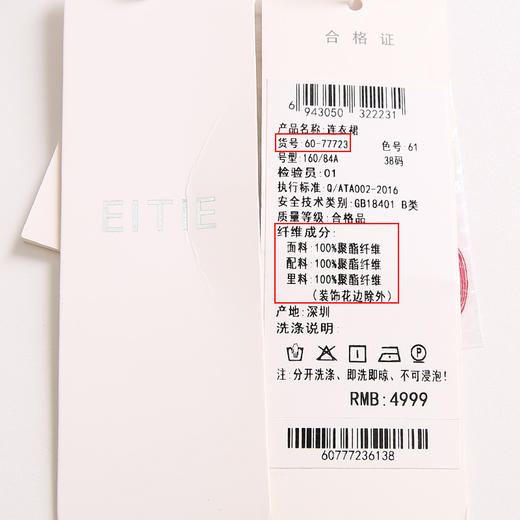 EITIE
合格证
6 943050 322231
产品名称:连衣裙
货号:60-77723 色号:61
号型:160/84A 38码
检验员:01
执行标准:Q/ATA002-2016
安全技术类别:GB18401 B类
质量等级:合格品
纤维成分:
面料:100%聚酯纤维
配料:100%聚酯纤维
里料:100%聚酯纤维
(装饰花边除外)
产地:深圳
洗涤说明:
注:分开洗涤、即洗即晾、不可浸泡!
RMB:4999
60777236138